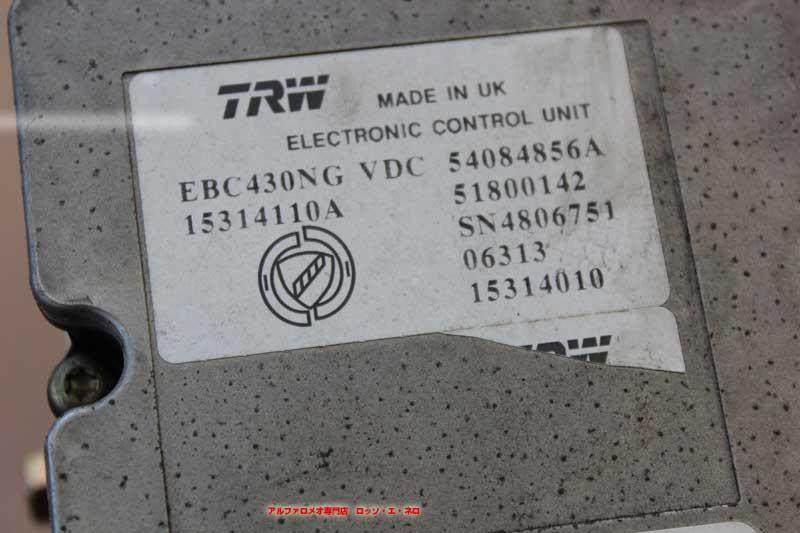 TRW MADE IN UK
ELECTRONIC CONTROL UNIT
EBC430NG VDC 54084856A
15314110A 51800142
SN4806751
06313
15314010
TRW
アルファロメオ専門店 ロッソ・エ・ネロ